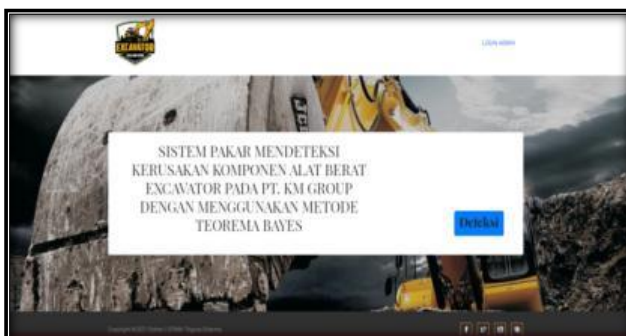 EXCAVATOR
LOGIN ADMIN
SISTEM PAKAR MENDETEKSI
KERUSAKAN KOMPONEN ALAT BERAT
EXCAVATOR PADA PT. KM GROUP
DENGAN MENGGUNAKAN METODE
TEOREMA BAYES
Deteksi